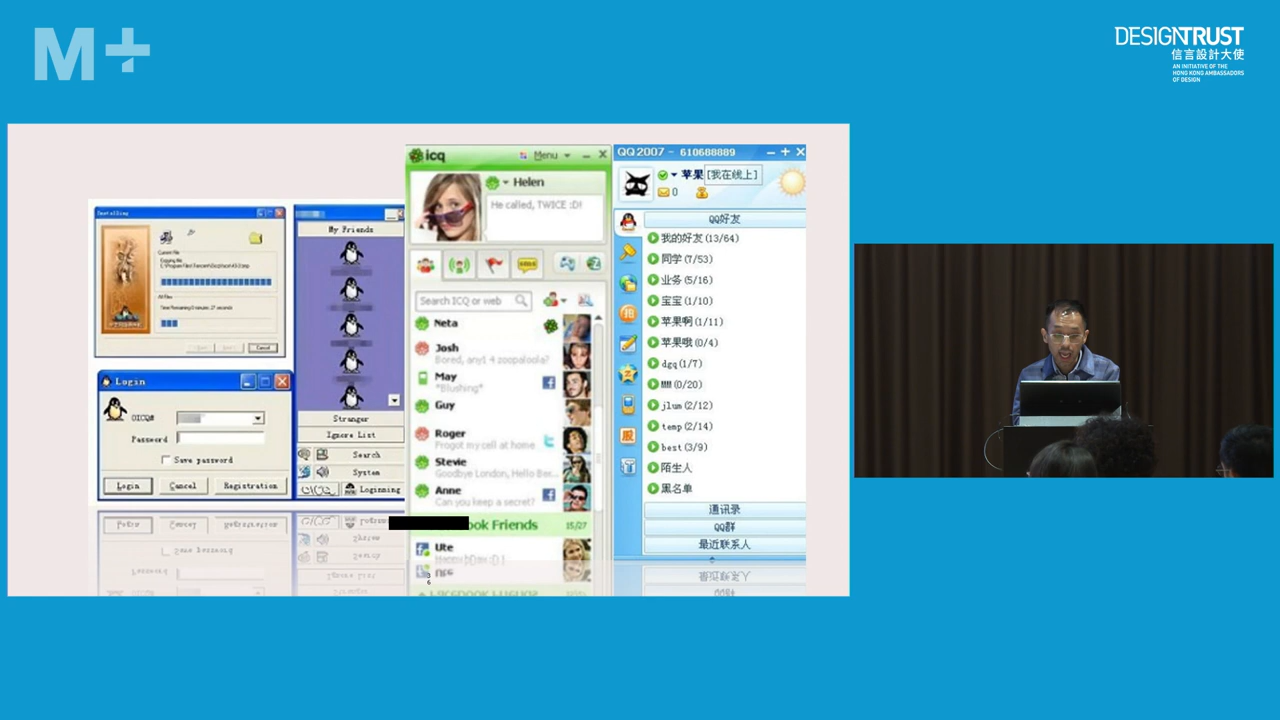 M+
DESIGNTRUST
信言設計大使
AN INITIATIVE OF THE
HONG KONG AMBASSADORS
OF DESIGN
Installing
Cancel
Login
OICQ#
Password
Save password
Login
Cancel
Registration
My Friends
Stranger
Ignore List
Search
System
Loginning
icq
Menu
Helen
He called, TWICE :D!
Search ICQ or web
Neta
Josh
Bored, any1 4 zoopaloola?
May
"Blushing"
Guy
Roger
Frogot my cell at home
Stevie
Goodbye London, Hello Ber...
Anne
Can you keep a secret?
ook Friends
15/27
Ute
36
QQ2007 - 610688889
苹果
[我在线上]
0
QQ好友
我的好友(13/64)
同学(7/53)
业务(5/16)
宝宝(1/10)
苹果啊(1/11)
苹果哦(0/4)
dgq(1/7)
MM(0/20)
jlum(2/12)
temp(2/14)
best(3/9)
陌生人
黑名单
通讯录
QQ群
最近联系人